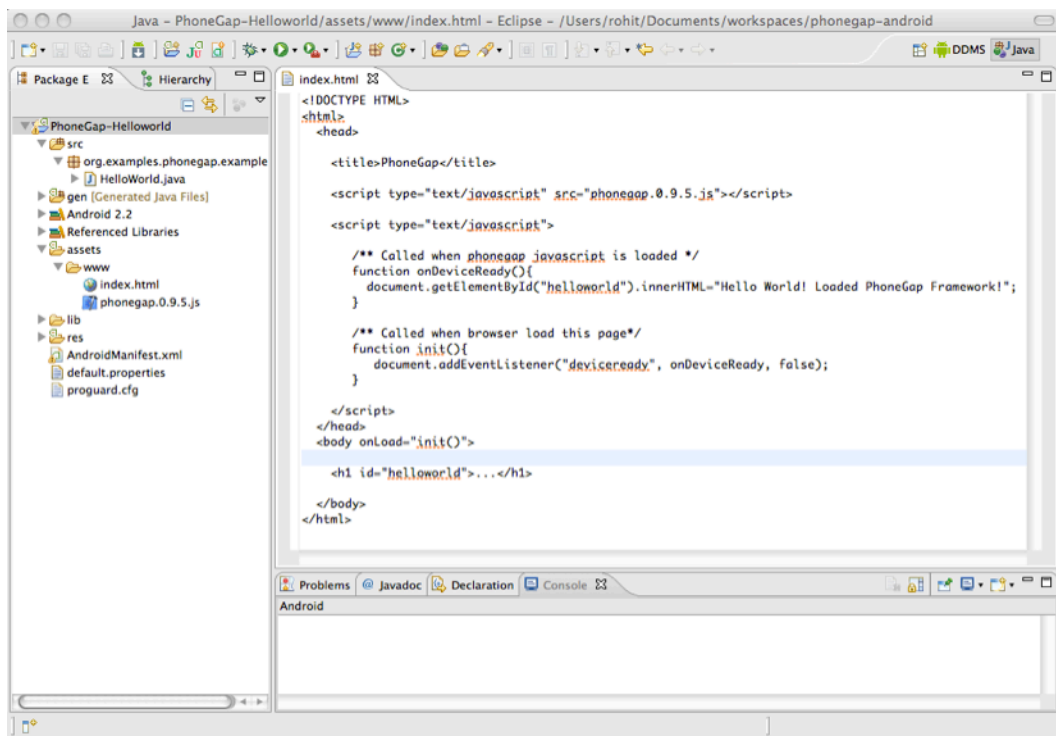 Java – PhoneGap-Helloworld/assets/www/index.html – Eclipse – /Users/rohit/Documents/workspaces/phonegap-android
DDMS Java
Package E Hierarchy
PhoneGap-Helloworld
src
org.examples.phonegap.example
HelloWorld.java
gen [Generated Java Files]
Android 2.2
Referenced Libraries
assets
www
index.html
phonegap.0.9.5.js
lib
res
AndroidManifest.xml
default.properties
proguard.cfg
index.html
<!DOCTYPE HTML>
<html>
<head>
<title>PhoneGap</title>
<script type="text/javascript" src="phonegap.0.9.5.js"></script>
<script type="text/javascript">
/** Called when phonegap javascript is loaded */
function onDeviceReady(){
document.getElementById("helloworld").innerHTML="Hello World! Loaded PhoneGap Framework!";
}
/** Called when browser load this page*/
function init(){
document.addEventListener("deviceready", onDeviceReady, false);
}
</script>
</head>
<body onLoad="init()">
<h1 id="helloworld">...</h1>
</body>
</html>
Problems @ Javadoc Declaration Console
Android